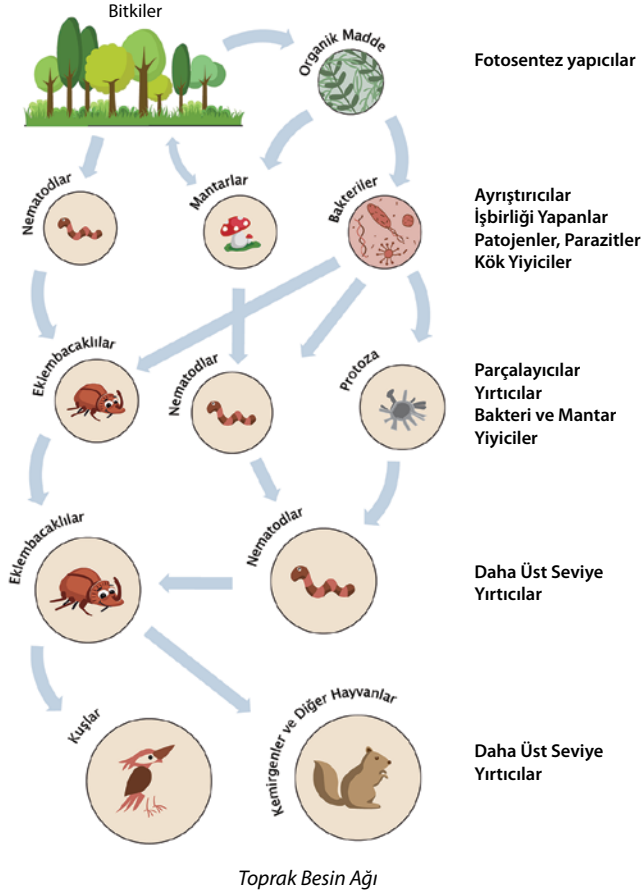 Bitkiler
Organik Madde
Fotosentez yapıcılar
Nematodlar
Mantarlar
Bakteriler
Ayrıştırıcılar
İşbirliği Yapanlar
Patojenler, Parazitler
Kök Yiyiciler
Eklembacaklılar
Nematodlar
Protoza
Parçalayıcılar
Yırtıcılar
Bakteri ve Mantar
Yiyiciler
Eklembacaklılar
Nematodlar
Daha Üst Seviye
Yırtıcılar
Kuşlar
Kemirgenler ve Diğer Hayvanlar
Daha Üst Seviye
Yırtıcılar
Toprak Besin Ağı